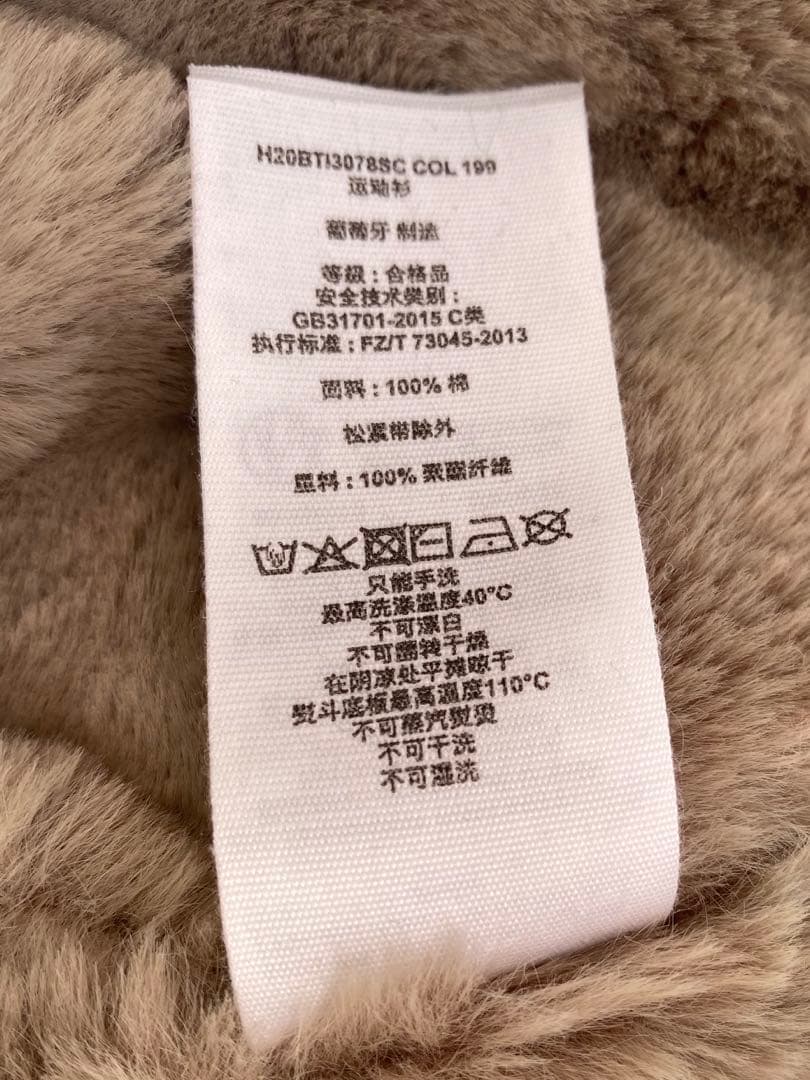 H20BTI3078SC COL 199
运动衫
葡萄牙 制造
等级：合格品
安全技术类别：
GB31701-2015 C类
执行标准：FZ/T 73045-2013
面料：100% 棉
松紧带除外
里料：100% 聚酯纤维
只能手洗
最高洗涤温度40°C
不可漂白
不可翻转干燥
在阴凉处平摊晾干
熨斗底板最高温度110°C
不可蒸汽熨烫
不可干洗
不可湿洗